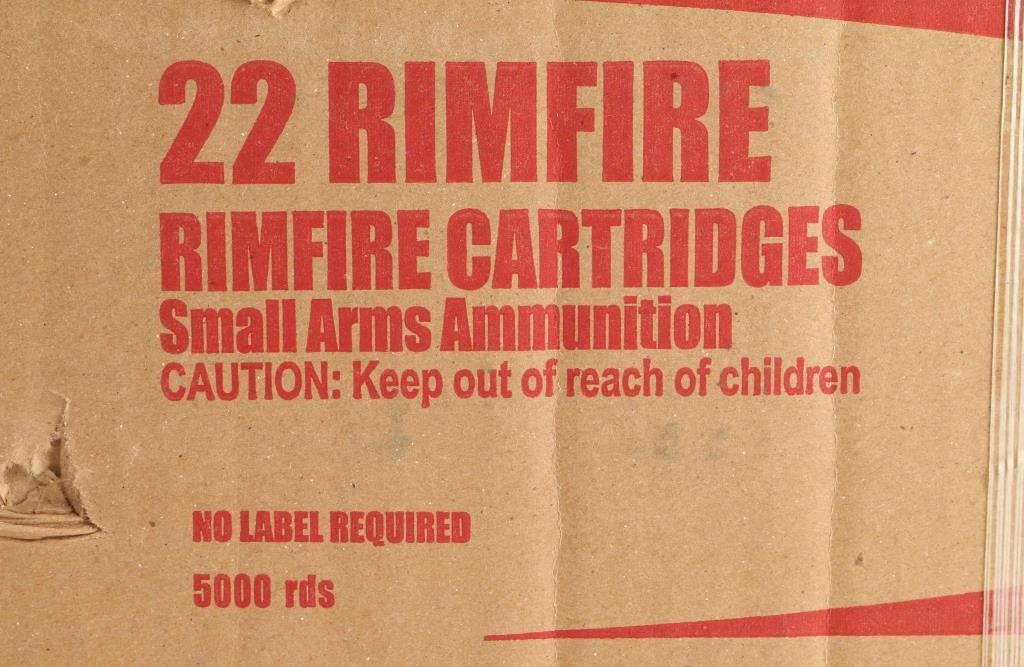 22 RIMFIRE
RIMFIRE CARTRIDGES
Small Arms Ammunition
CAUTION: Keep out of reach of children
NO LABEL REQUIRED
5000 rds